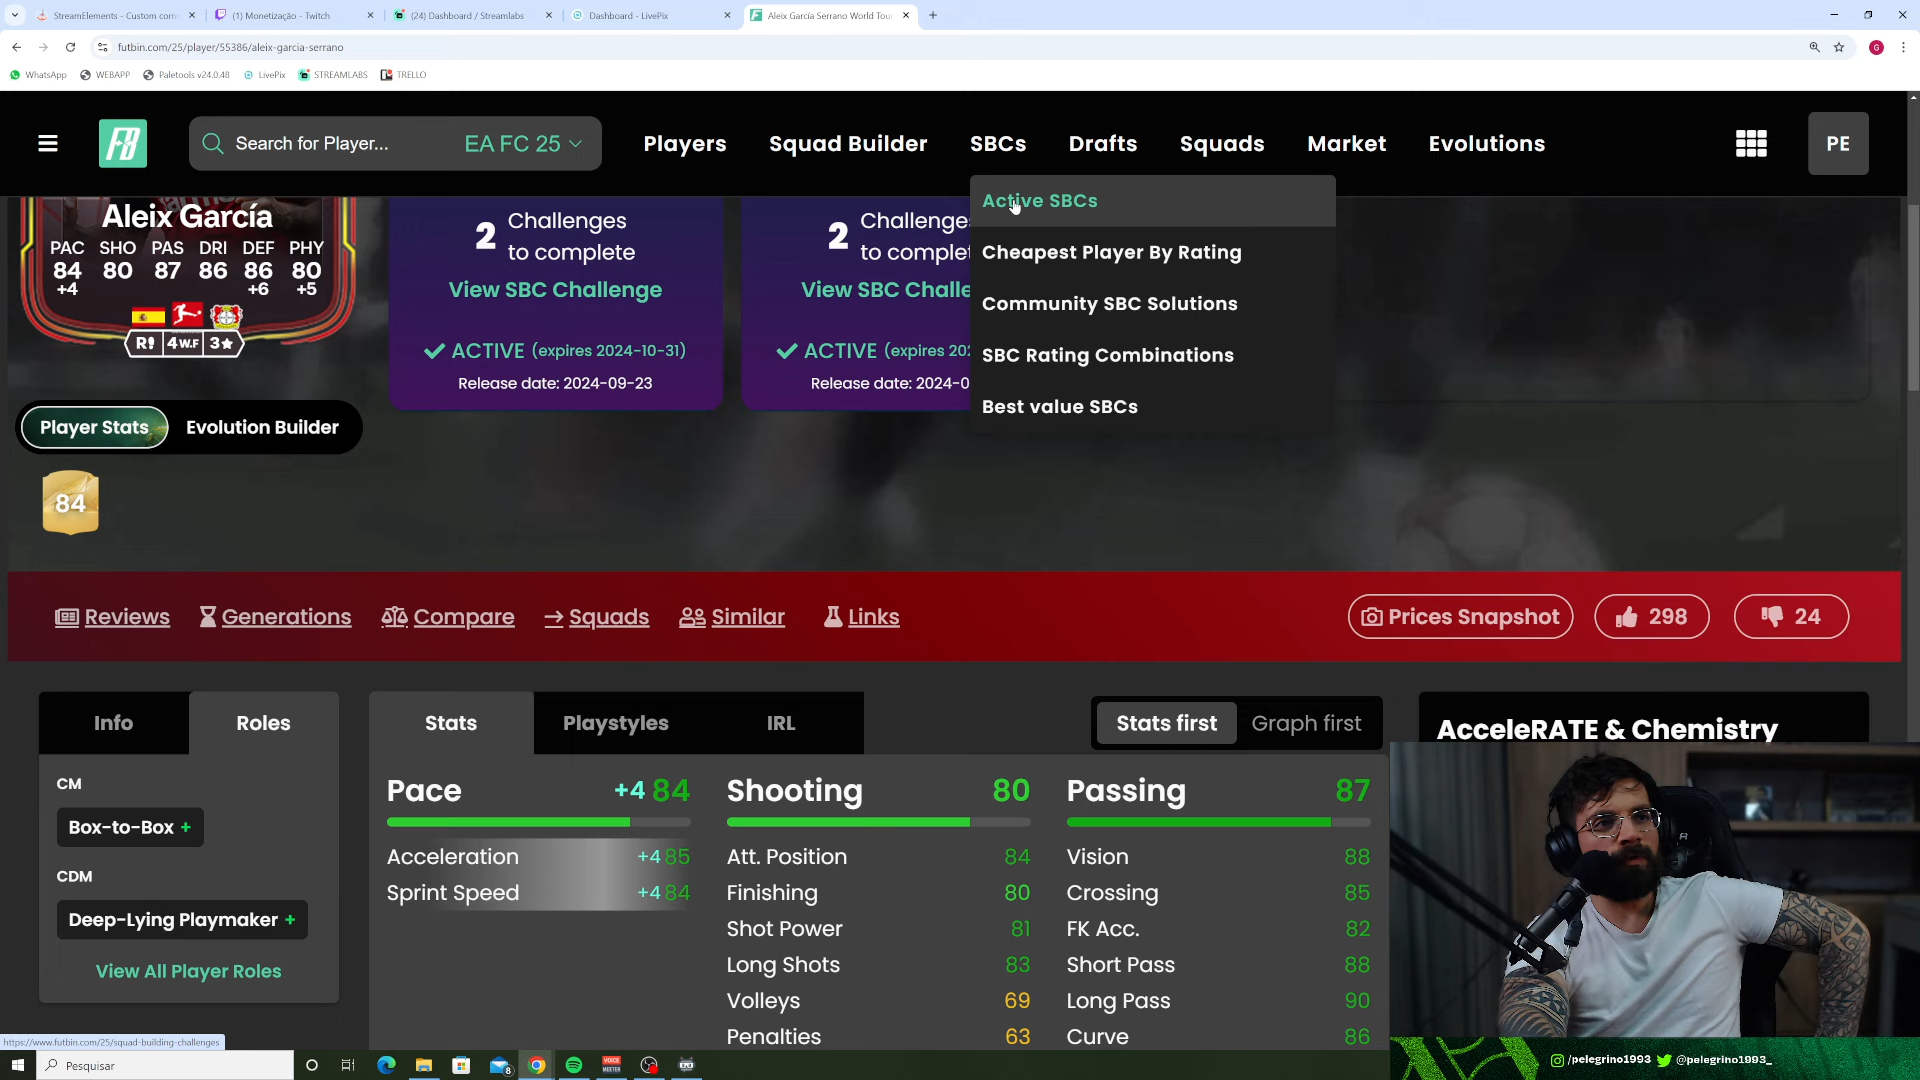 StreamElements - Custom com
(1) Monetização - Twitch
(24) Dashboard / Streamlabs
Dashboard - LivePix
Aleix García Serrano World Tou
futbin.com/25/player/55386/aleix-garcia-serrano
G
WhatsApp
WEBAPP
Paletools v24.0.48
LivePix
STREAMLABS
TRELLO
Search for Player...
EA FC 25
Players
Squad Builder
SBCs
Drafts
Squads
Market
Evolutions
PE
Active SBCs
Cheapest Player By Rating
Community SBC Solutions
SBC Rating Combinations
Best value SBCs
Aleix García
PAC SHO PAS DRI DEF PHY
84 80 87 86 86 80
+4 +6 +5
R! 4W.F 3★
2 Challenges
to complete
View SBC Challenge
ACTIVE (expires 2024-10-31)
Release date: 2024-09-23
2 Challenge
to complet
View SBC Challe
ACTIVE (expires 202
Release date: 2024-0
Player Stats
Evolution Builder
84
Reviews
Generations
Compare
Squads
Similar
Links
Prices Snapshot
298
24
Info
Roles
CM
Box-to-Box +
CDM
Deep-Lying Playmaker +
View All Player Roles
Stats
Playstyles
IRL
Stats first
Graph first
AcceleRATE & Chemistry
Pace +4 84
Acceleration +4 85
Sprint Speed +4 84
Shooting 80
Att. Position 84
Finishing 80
Shot Power 81
Long Shots 83
Volleys 69
Penalties 63
Passing 87
Vision 88
Crossing 85
FK Acc. 82
Short Pass 88
Long Pass 90
Curve 86
https://www.futbin.com/25/squad-building-challenges
Pesquisar
8
VOICE
MEETER
/pelegrino1993
@pelegrino1993_